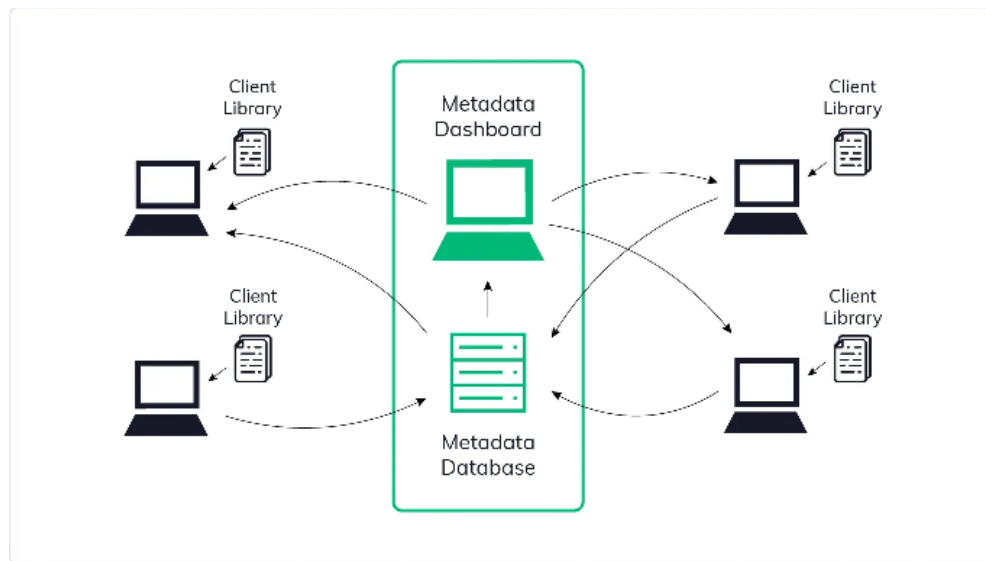 Client
Library
Metadata
Dashboard
Client
Library
Client
Library
Client
Library
Metadata
Database